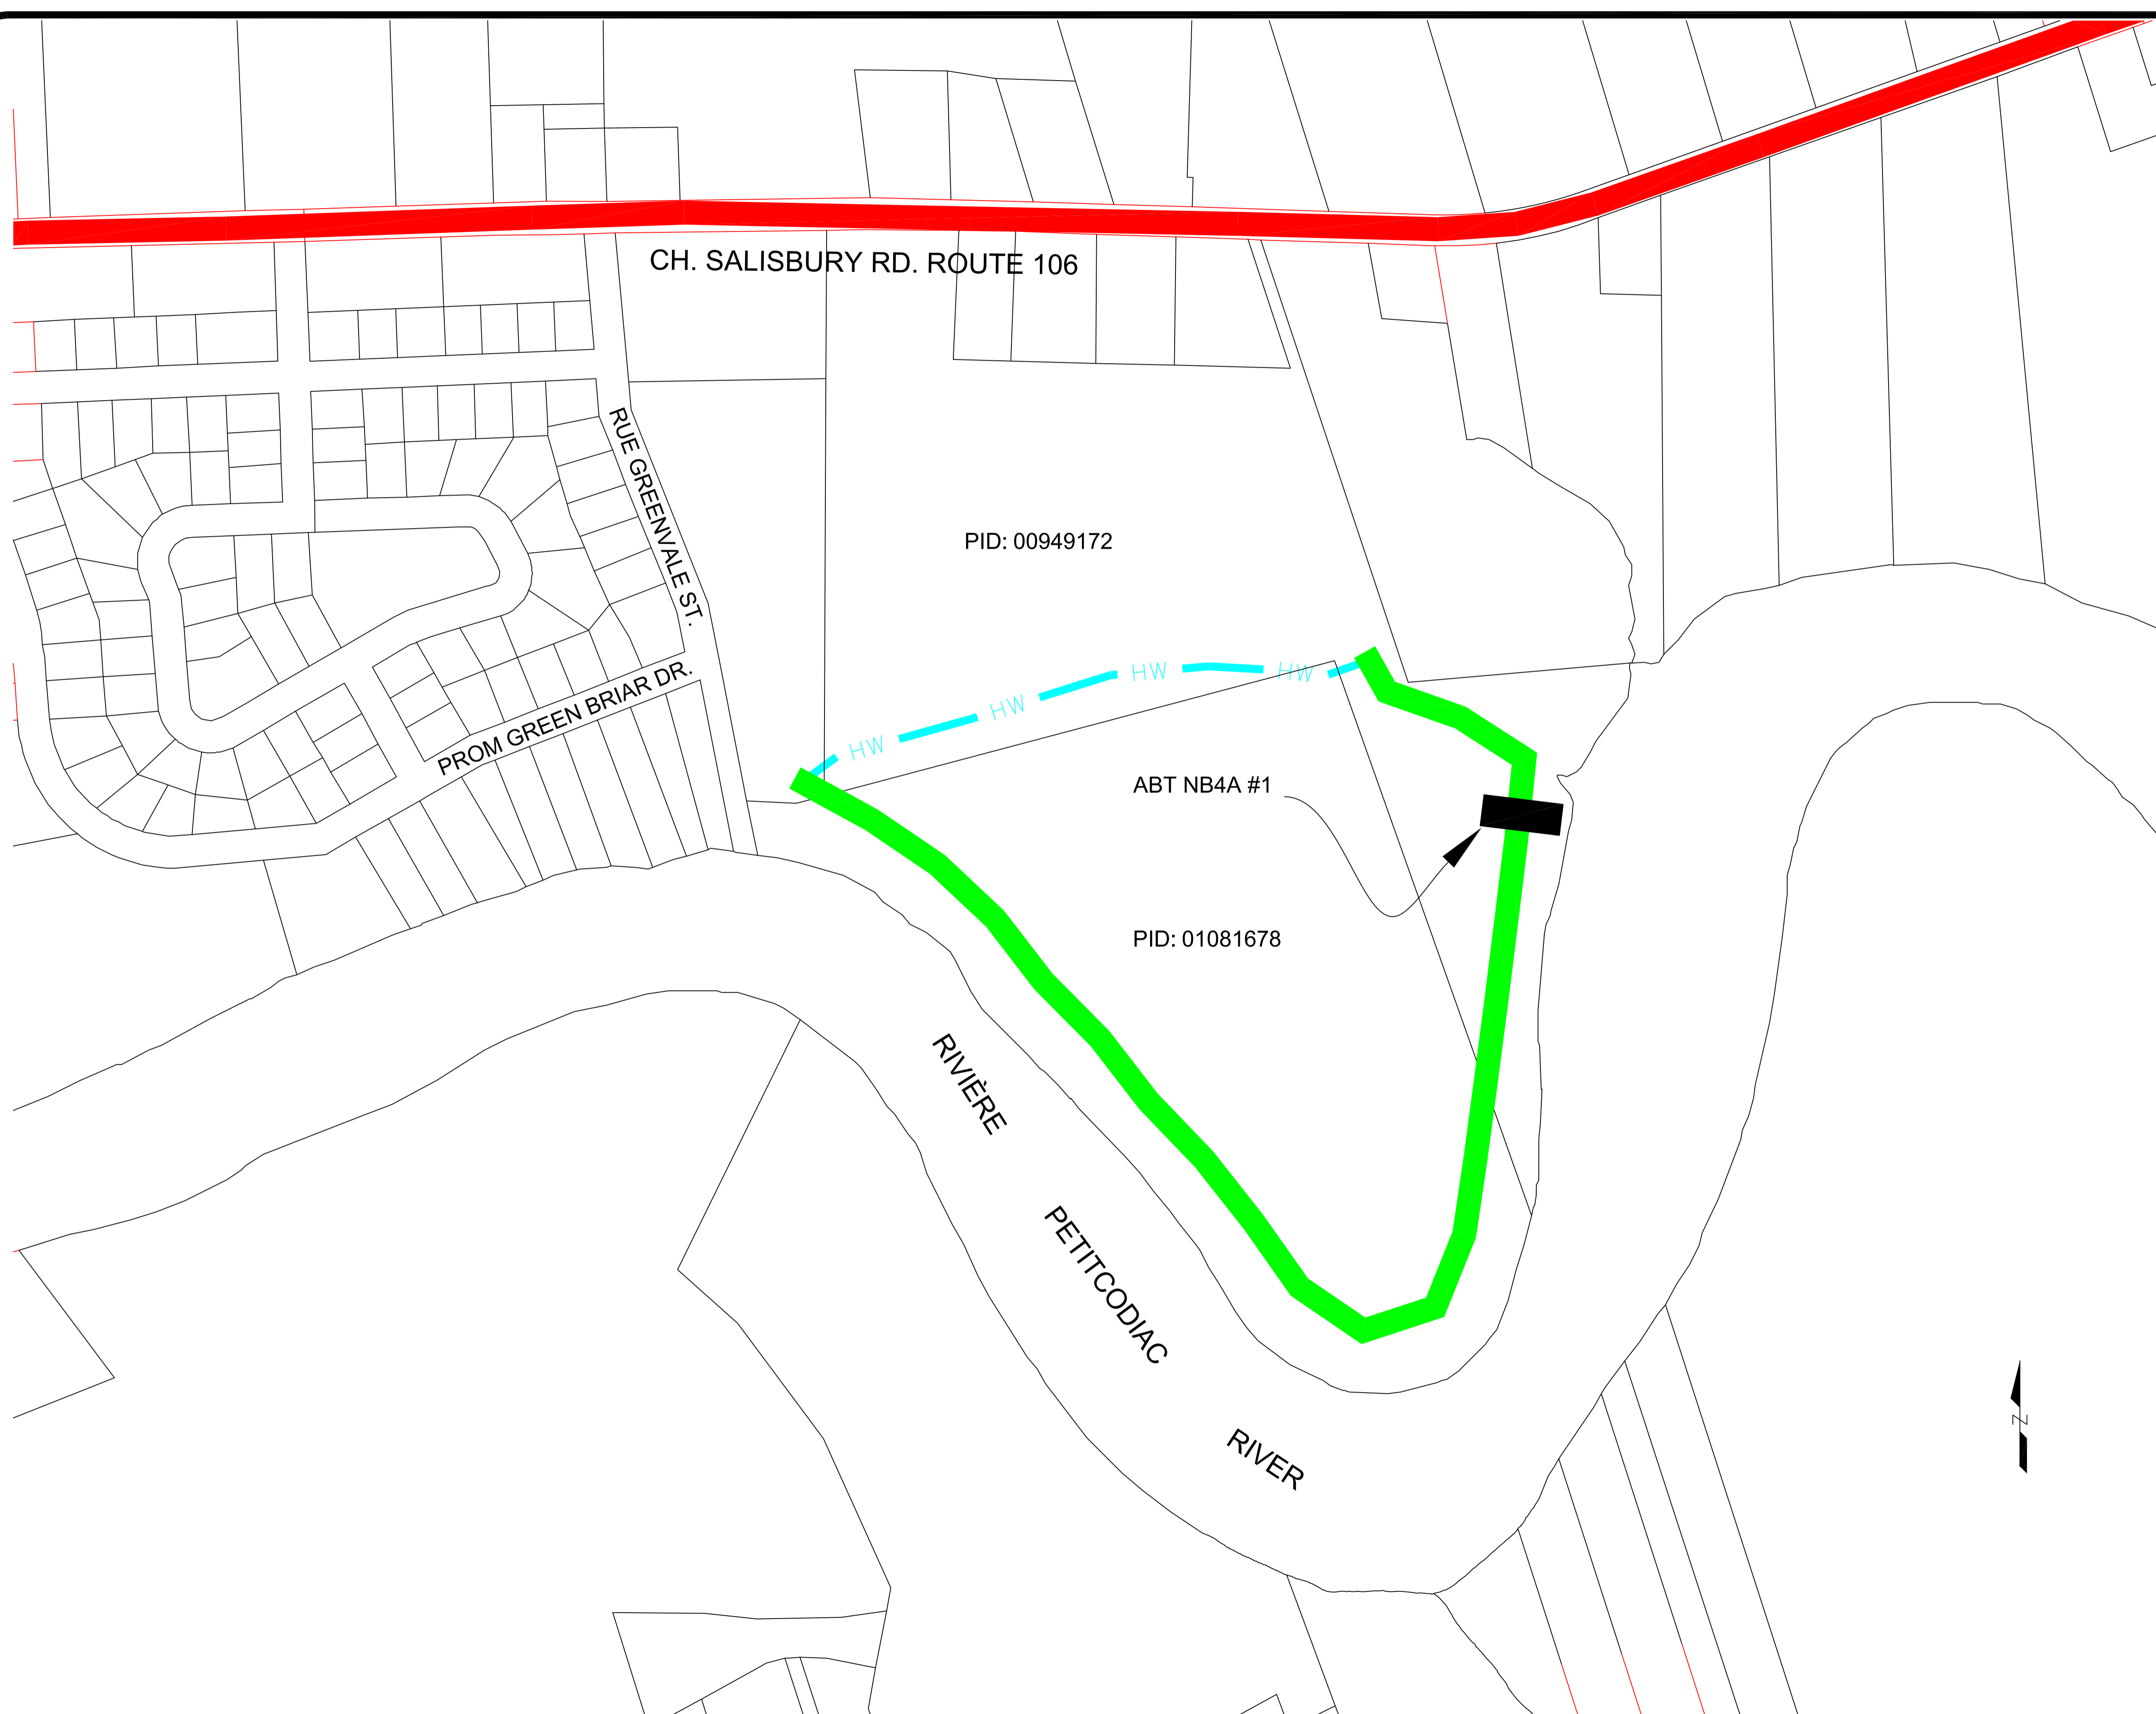 CH. SALISBURY RD. ROUTE 106
RUE GREENVALE ST.
PID: 00949172
PROM GREEN BRIAR DR.
HW
HW
HW
HW
ABT NB4A #1
PID: 01081678
RIVIÈRE
PETITCODIAC
RIVER
N